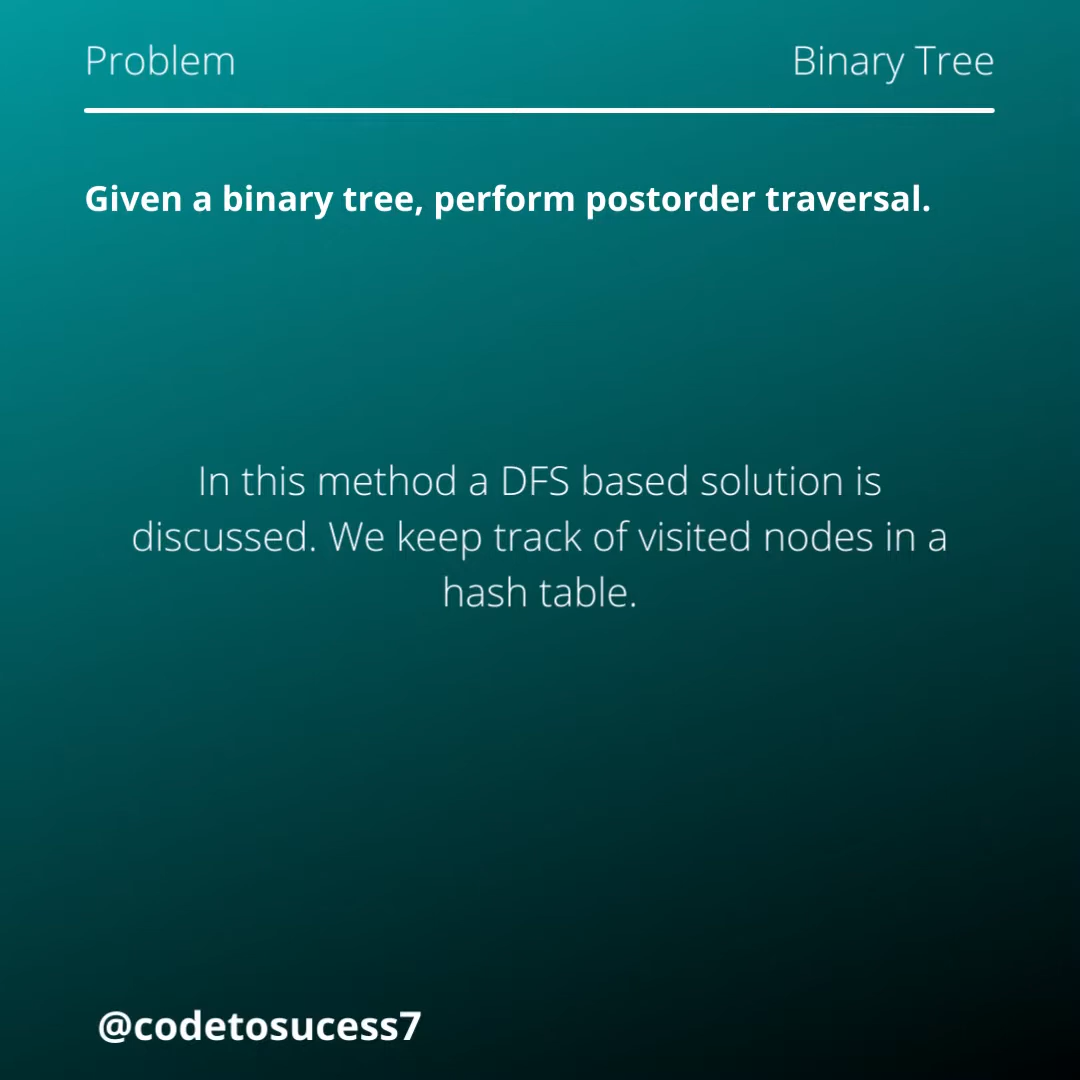 Problem
Binary Tree
Given a binary tree, perform postorder traversal.
In this method a DFS based solution is
discussed. We keep track of visited nodes in a
hash table.
@codetosucess7